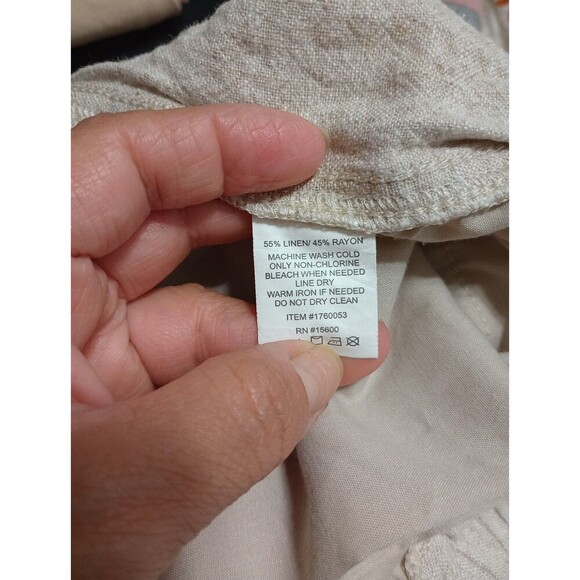 55% LINEN/ 45% RAYON
MACHINE WASH COLD
ONLY NON-CHLORINE
BLEACH WHEN NEEDED
LINE DRY
WARM IRON IF NEEDED
DO NOT DRY CLEAN
ITEM #1760053
RN #15600